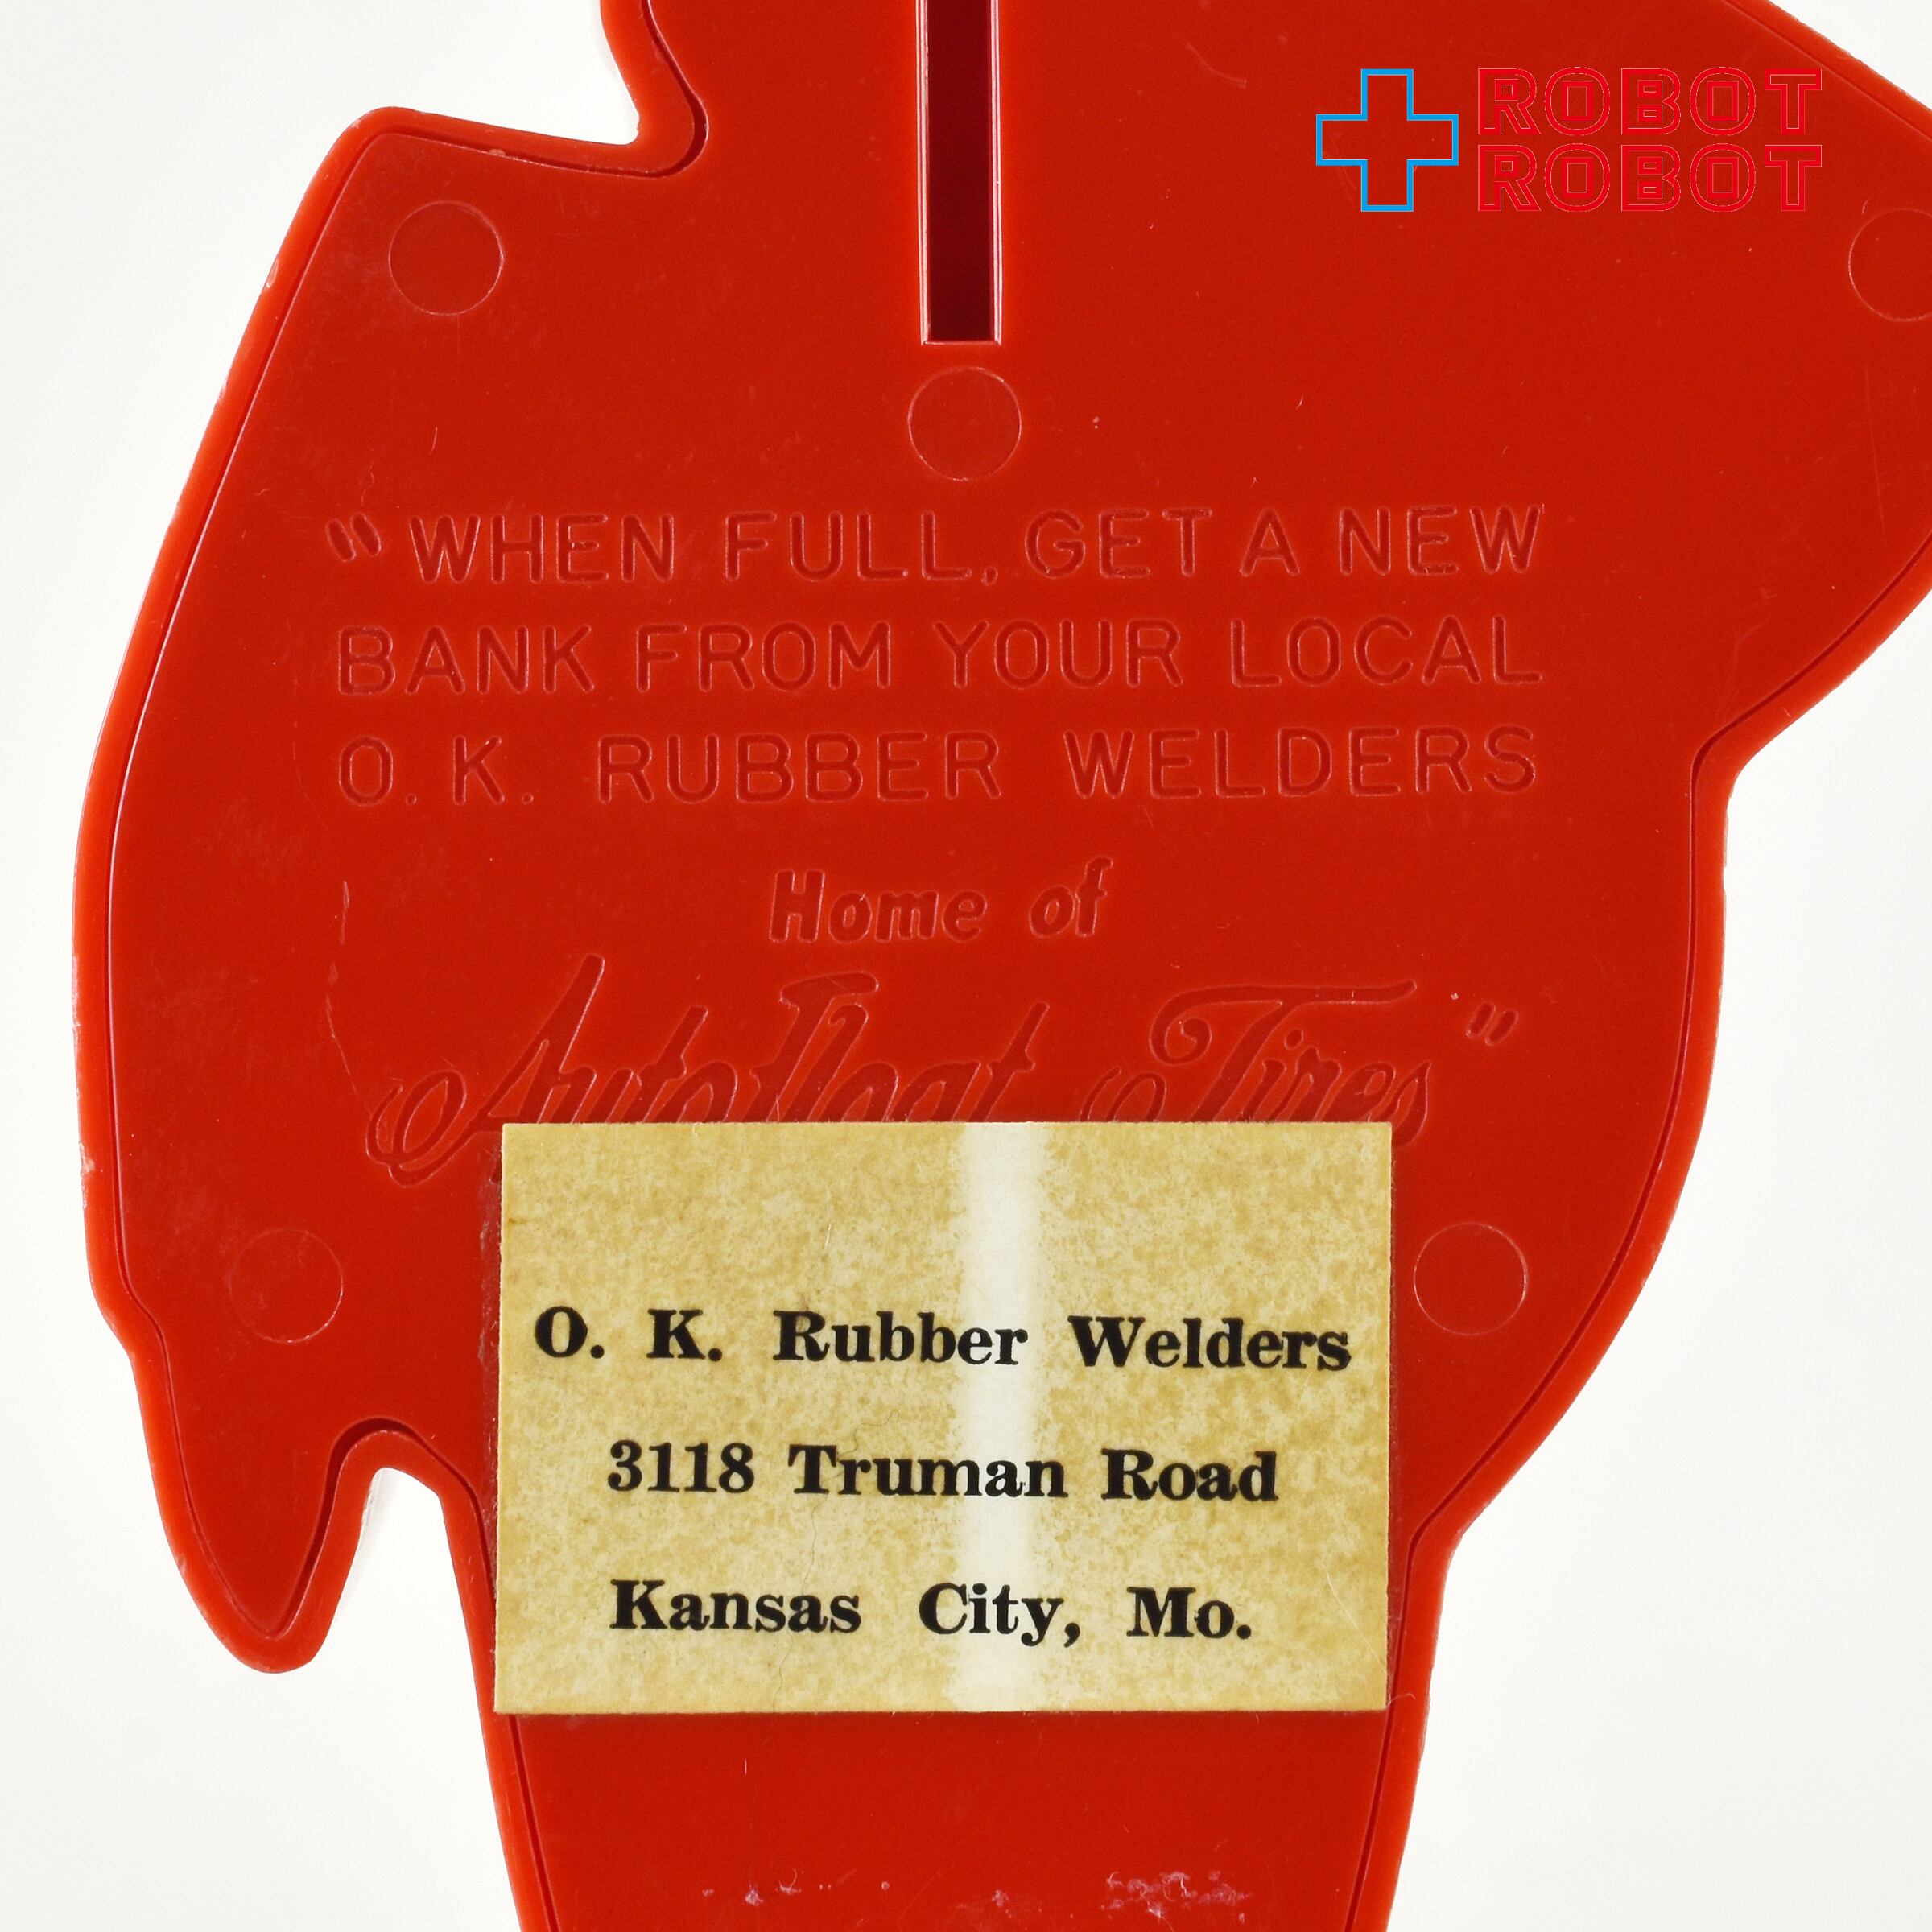 ROBOT
ROBOT
"WHEN FULL, GET A NEW
BANK FROM YOUR LOCAL
O.K. RUBBER WELDERS
Home of
AutoFloat Tires"
O. K. Rubber Welders
3118 Truman Road
Kansas City, Mo.